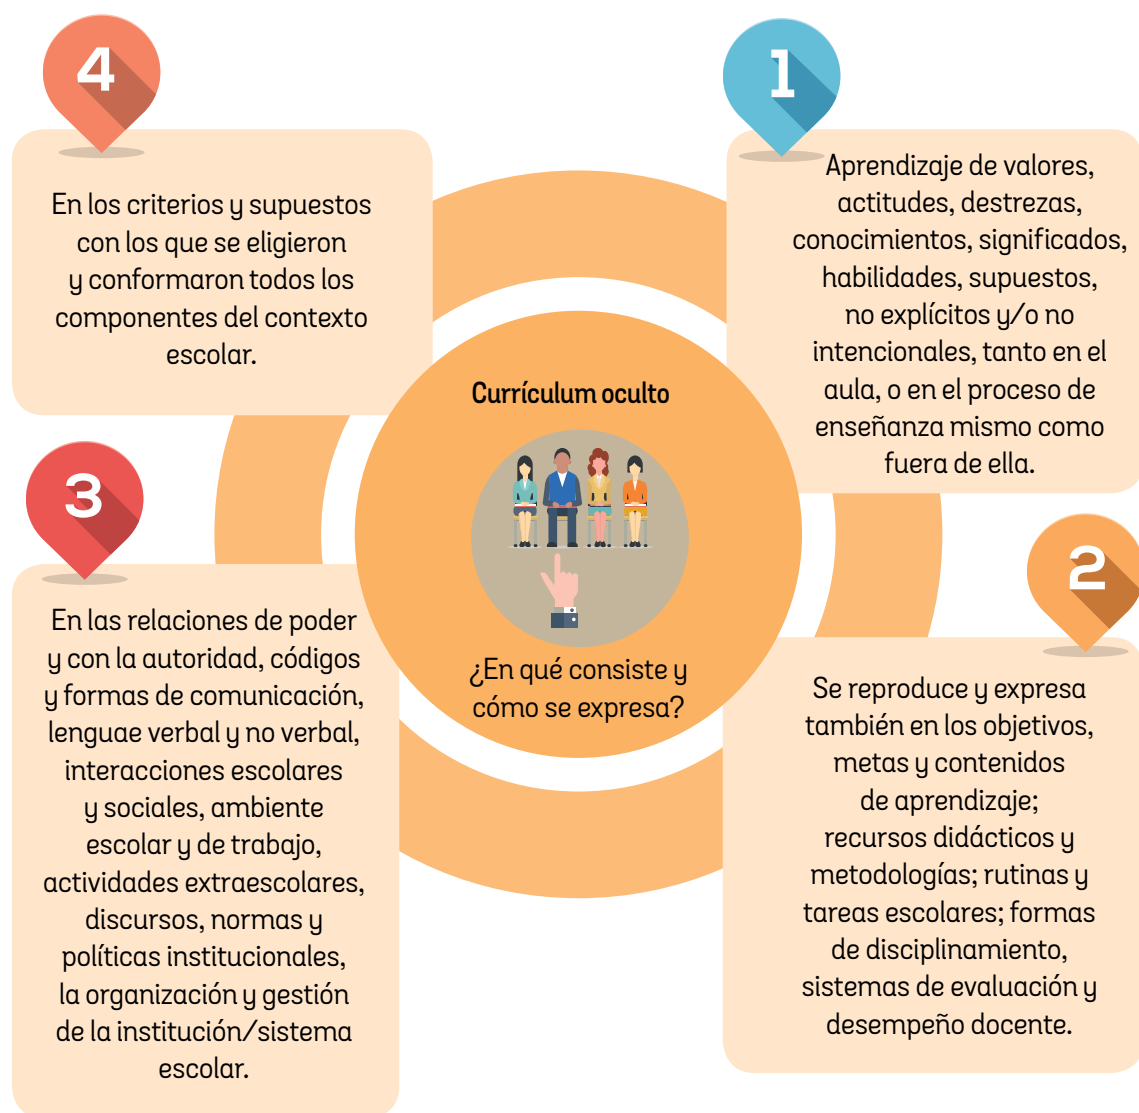 Currículum oculto
¿En qué consiste y
cómo se expresa?
1
Aprendizaje de valores,
actitudes, destrezas,
conocimientos, significados,
habilidades, supuestos,
no explícitos y/o no
intencionales, tanto en el
aula, o en el proceso de
enseñanza mismo como
fuera de ella.
2
Se reproduce y expresa
también en los objetivos,
metas y contenidos
de aprendizaje;
recursos didácticos y
metodologías; rutinas y
tareas escolares; formas
de disciplinamiento,
sistemas de evaluación y
desempeño docente.
3
En las relaciones de poder
y con la autoridad, códigos
y formas de comunicación,
lenguae verbal y no verbal,
interacciones escolares
y sociales, ambiente
escolar y de trabajo,
actividades extraescolares,
discursos, normas y
políticas institucionales,
la organización y gestión
de la institución/sistema
escolar.
4
En los criterios y supuestos
con los que se eligieron
y conformaron todos los
componentes del contexto
escolar.